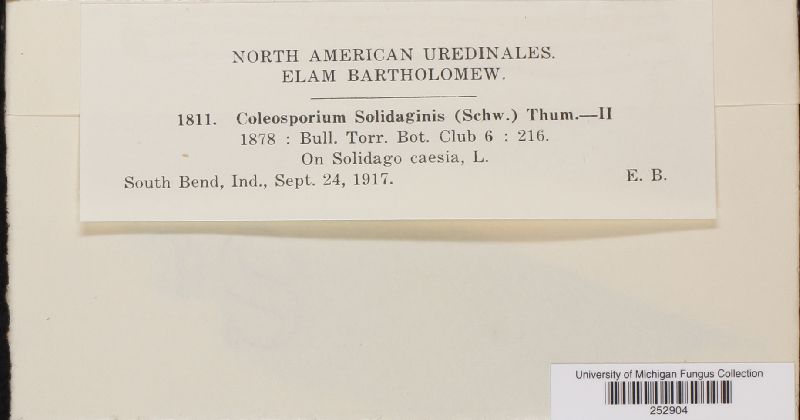 NORTH AMERICAN UREDINALES.
ELAM BARTHOLOMEW.
1811. Coleosporium Solidaginis (Schw.) Thum.—II
1878 : Bull. Torr. Bot. Club 6 : 216.
On Solidago caesia, L.
South Bend, Ind., Sept. 24, 1917. E. B.
University of Michigan Fungus Collection
252904